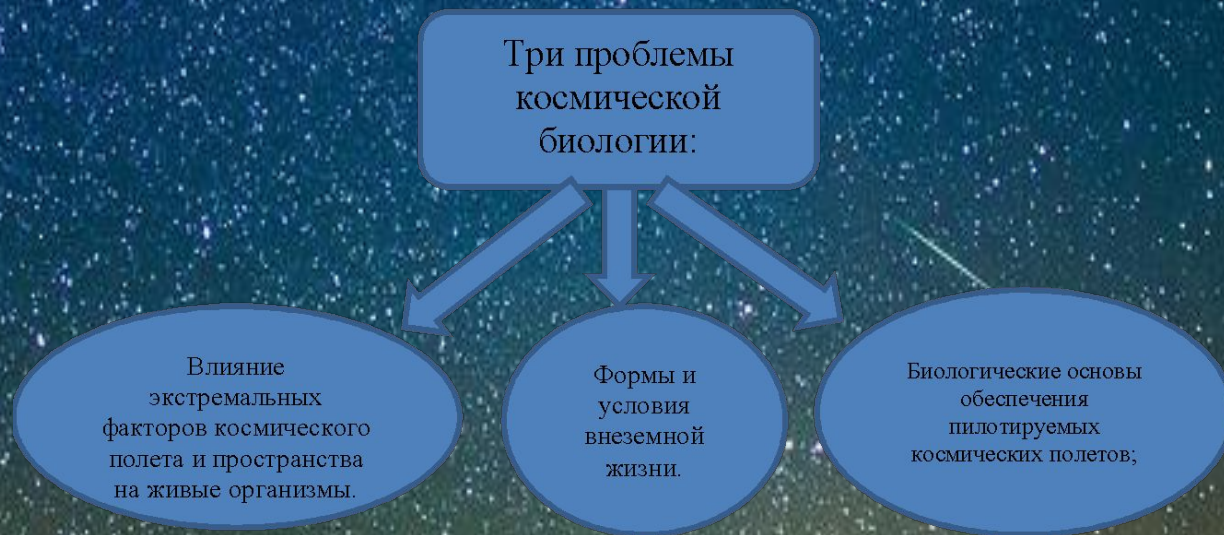 Три проблемы
космической
биологии:
Влияние
экстремальных
факторов космического
полета и пространства
на живые организмы.
Формы и
условия
внеземной
жизни.
Биологические основы
обеспечения
пилотируемых
космических полетов;